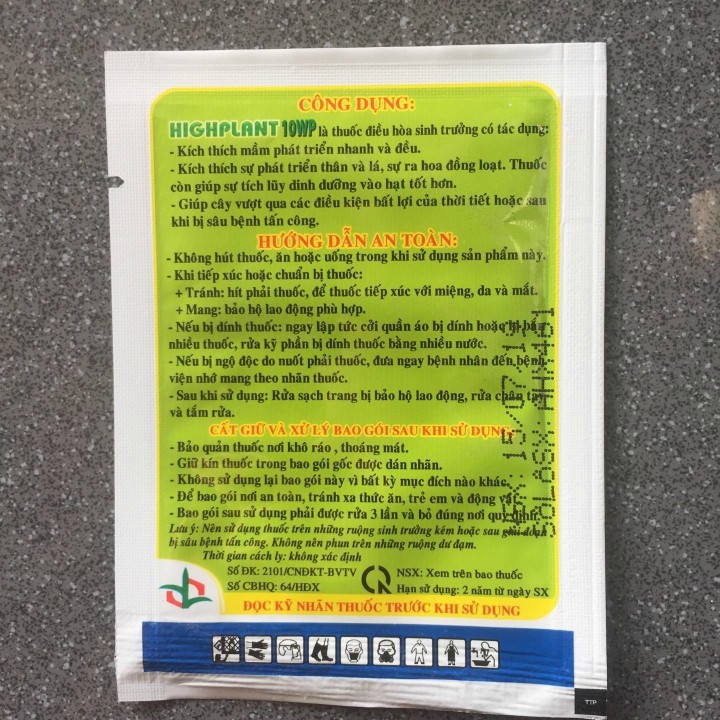 CÔNG DỤNG:
HIGHPLANT 10WP là thuốc điều hòa sinh trưởng có tác dụng:
- Kích thích mầm phát triển nhanh và đều.
- Kích thích sự phát triển thân và lá, sự ra hoa đồng loạt. Thuốc
còn giúp sự tích lũy dinh dưỡng vào hạt tốt hơn.
- Giúp cây vượt qua các điều kiện bất lợi của thời tiết hoặc sau
khi bị sâu bệnh tấn công.
HƯỚNG DẪN AN TOÀN:
- Không hút thuốc, ăn hoặc uống trong khi sử dụng sản phẩm này.
- Khi tiếp xúc hoặc chuẩn bị thuốc:
+ Tránh: hít phải thuốc, để thuốc tiếp xúc với miệng, da và mắt.
+ Mang: bảo hộ lao động phù hợp.
- Nếu bị dính thuốc: ngay lập tức cởi quần áo bị dính hoặc bị bắn
nhiều thuốc, rửa kỹ phần bị dính thuốc bằng nhiều nước.
- Nếu bị ngộ độc do nuốt phải thuốc, đưa ngay bệnh nhân đến bệnh
viện nhớ mang theo nhãn thuốc.
- Sau khi sử dụng: Rửa sạch trang bị bảo hộ lao động, rửa chân tay
và tắm rửa.
CẤT GIỮ VÀ XỬ LÝ BAO GÓI SAU KHI SỬ DỤNG:
- Bảo quản thuốc nơi khô ráo , thoáng mát.
- Giữ kín thuốc trong bao gói gốc được dán nhãn.
- Không sử dụng lại bao gói này vì bất kỳ mục đích nào khác.
- Để bao gói nơi an toàn, tránh xa thức ăn, trẻ em và động vật.
- Bao gói sau sử dụng phải được rửa 3 lần và bỏ đúng nơi quy định.
Lưu ý: Nên sử dụng thuốc trên những ruộng sinh trưởng kém hoặc sau giai đoạn
bị sâu bệnh tấn công. Không nên phun trên những ruộng dư đạm.
Thời gian cách ly: không xác định
Số ĐK: 2101/CNĐKT-BVTV
Số CBHQ: 64/HĐX
NSX: Xem trên bao thuốc
Hạn sử dụng: 2 năm từ ngày SX
ĐỌC KỸ NHÃN THUỐC TRƯỚC KHI SỬ DỤNG
TTP